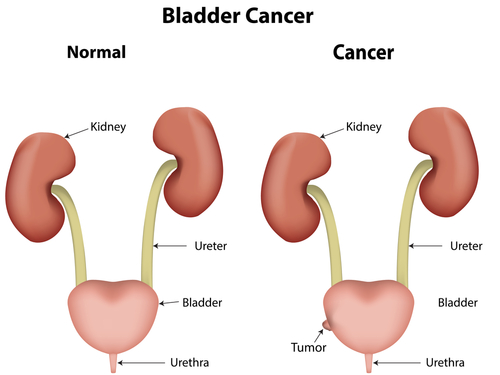 Bladder Cancer
Normal
Cancer
Kidney
Kidney
Ureter
Ureter
Bladder
Bladder
Tumor
Urethra
Urethra